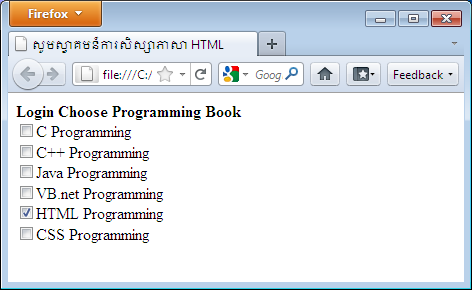 Firefox
សូមស្វាគមន៍ការសិស្សាភាសា HTML
file:///C:/
Goog
Feedback
Login Choose Programming Book
C Programming
C++ Programming
Java Programming
VB.net Programming
HTML Programming
CSS Programming